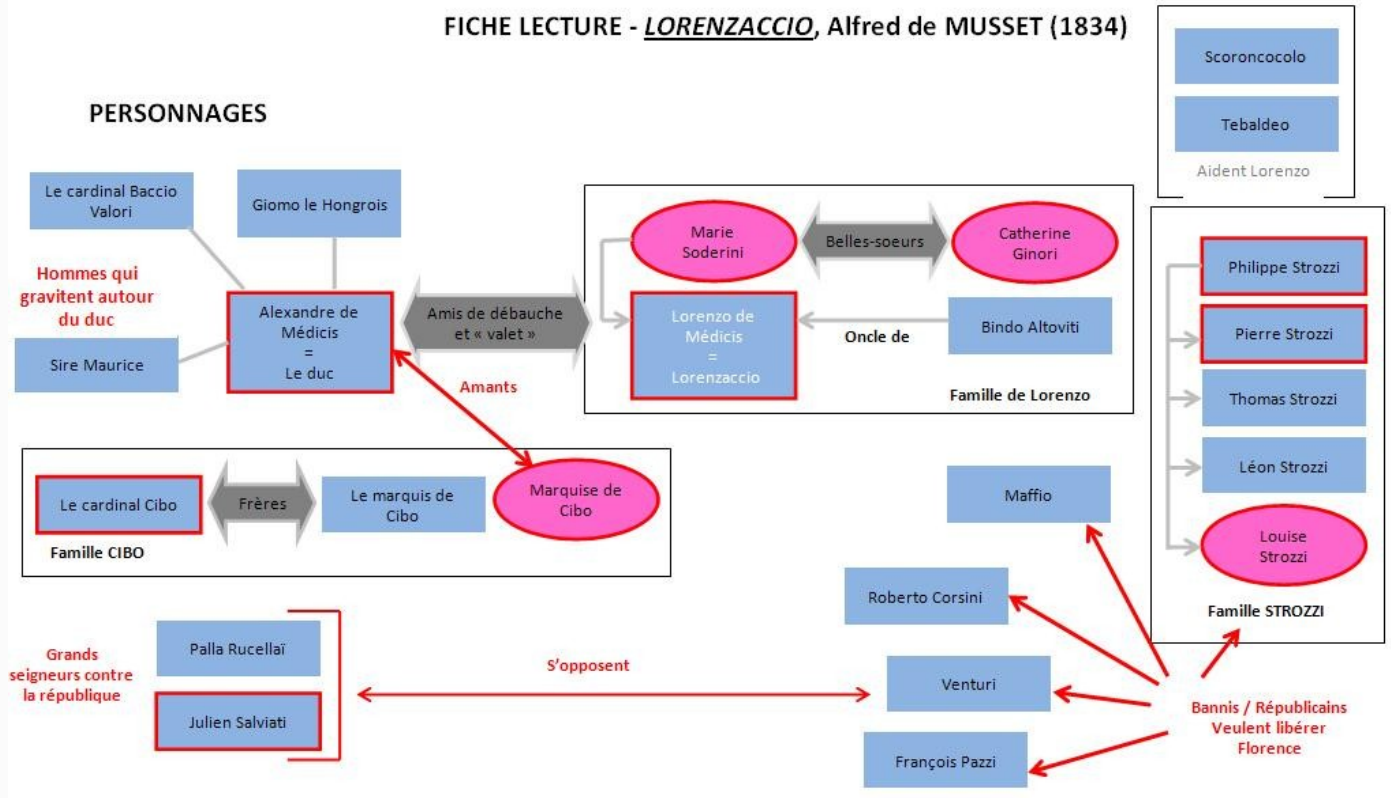 FICHE LECTURE - LORENZACCIO, Alfred de MUSSET (1834)
PERSONNAGES
Scoroncocolo
Tebaldeo
Aident Lorenzo
Le cardinal Baccio
Valori
Giomo le Hongrois
Hommes qui
gravitent autour
du duc
Sire Maurice
Alexandre de
Médicis
=
Le duc
Amis de débauche
et « valet »
Amants
Marie
Soderini
Belles-soeurs
Catherine
Ginori
Lorenzo de
Médicis
=
Lorenzaccio
Oncle de
Bindo Altoviti
Famille de Lorenzo
Philippe Strozzi
Pierre Strozzi
Thomas Strozzi
Léon Strozzi
Louise
Strozzi
Famille STROZZI
Le cardinal Cibo
Frères
Le marquis de
Cibo
Marquise de
Cibo
Famille CIBO
Maffio
Roberto Corsini
Venturi
François Pazzi
Bannis / Républicains
Veulent libérer
Florence
Grands
seigneurs contre
la république
Palla Rucellaï
Julien Salviati
S'opposent